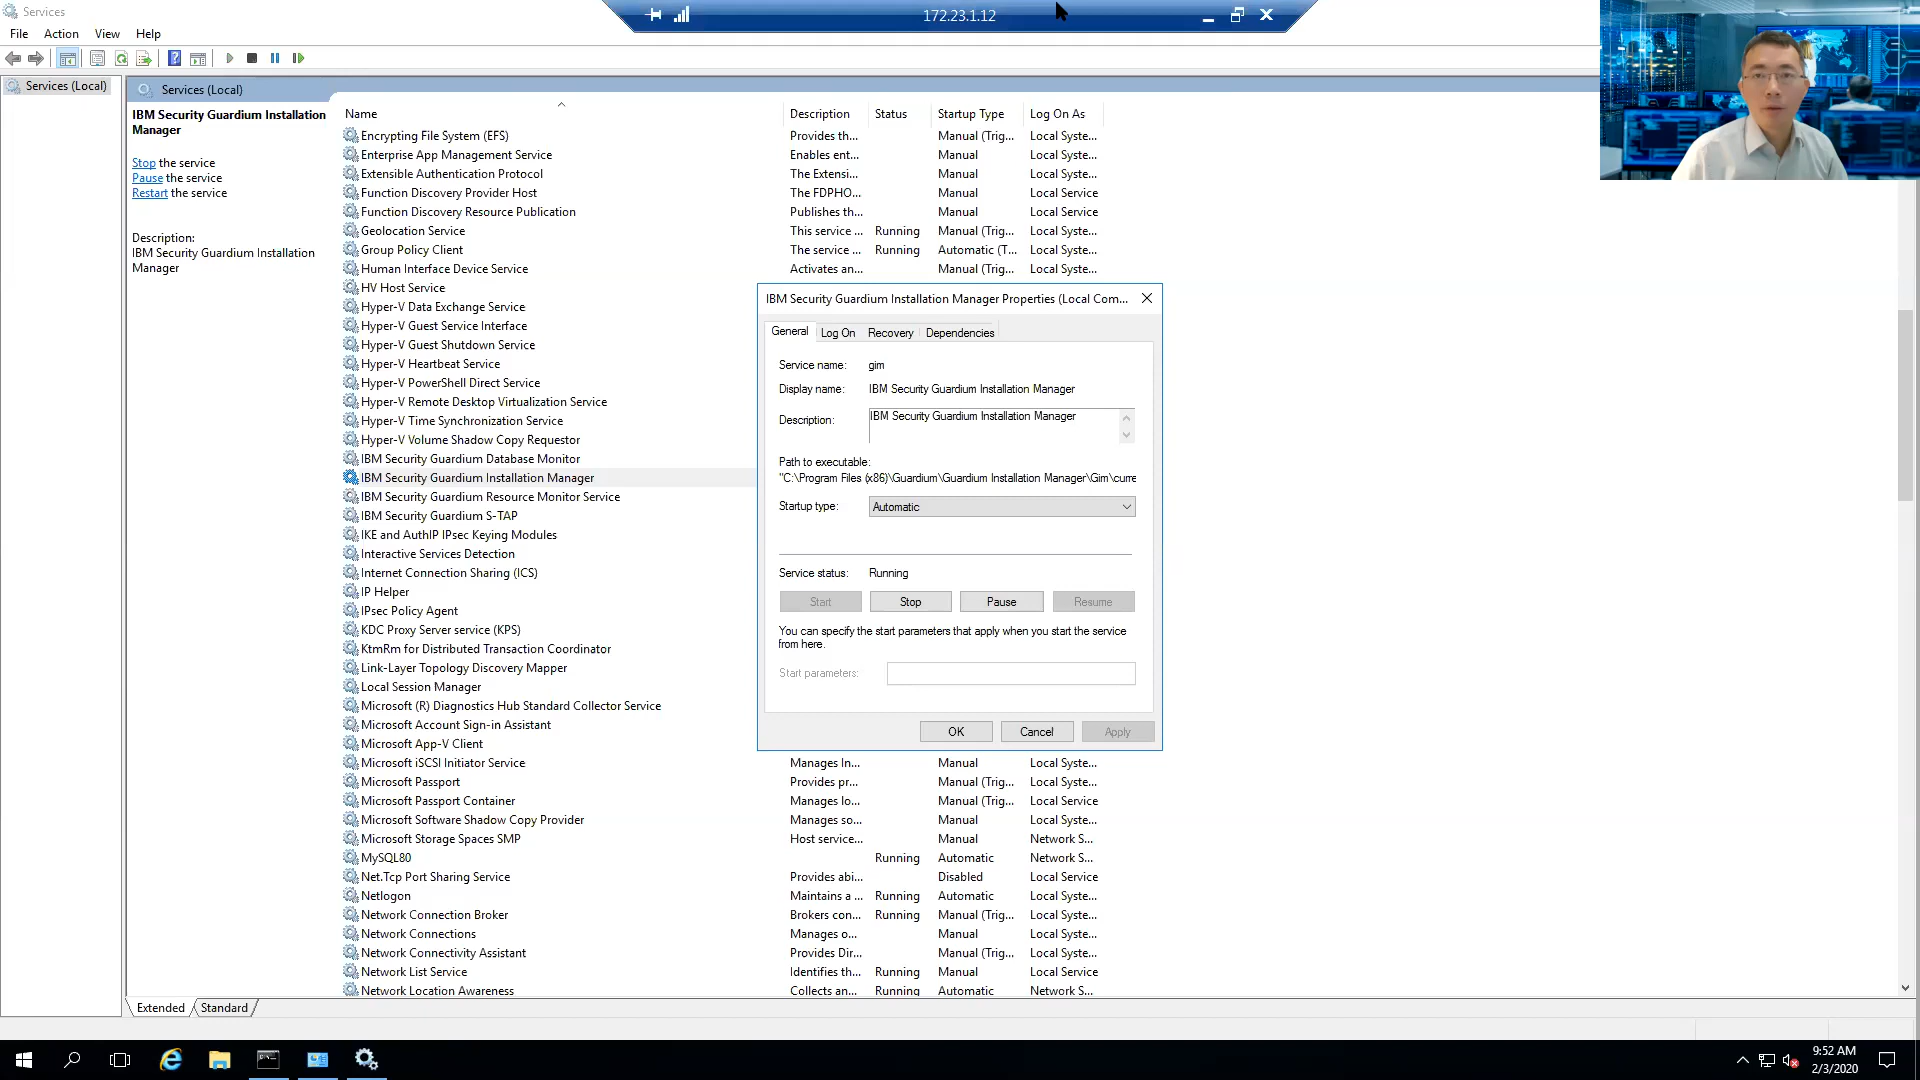 Services
172.23.1.12
File Action View Help
Services (Local)
Services (Local)
IBM Security Guardium Installation
Manager
Stop the service
Pause the service
Restart the service
Description:
IBM Security Guardium Installation
Manager
Name Description Status Startup Type Log On As
Encrypting File System (EFS) Provides th... Manual (Trig... Local Syste...
Enterprise App Management Service Enables ent... Manual Local Syste...
Extensible Authentication Protocol The Extensi... Manual Local Syste...
Function Discovery Provider Host The FDPHO... Manual Local Service
Function Discovery Resource Publication Publishes th... Manual Local Service
Geolocation Service This service ... Running Manual (Trig... Local Syste...
Group Policy Client The service ... Running Automatic (T... Local Syste...
Human Interface Device Service Activates an... Manual (Trig... Local Syste...
HV Host Service
Hyper-V Data Exchange Service
Hyper-V Guest Service Interface
Hyper-V Guest Shutdown Service
Hyper-V Heartbeat Service
Hyper-V PowerShell Direct Service
Hyper-V Remote Desktop Virtualization Service
Hyper-V Time Synchronization Service
Hyper-V Volume Shadow Copy Requestor
IBM Security Guardium Database Monitor
IBM Security Guardium Installation Manager
IBM Security Guardium Resource Monitor Service
IBM Security Guardium S-TAP
IKE and AuthIP IPsec Keying Modules
Interactive Services Detection
Internet Connection Sharing (ICS)
IP Helper
IPsec Policy Agent
KDC Proxy Server service (KPS)
KtmRm for Distributed Transaction Coordinator
Link-Layer Topology Discovery Mapper
Local Session Manager
Microsoft (R) Diagnostics Hub Standard Collector Service
Microsoft Account Sign-in Assistant
Microsoft App-V Client
Microsoft iSCSI Initiator Service Manages In... Manual Local Syste...
Microsoft Passport Provides pr... Manual (Trig... Local Syste...
Microsoft Passport Container Manages lo... Manual (Trig... Local Service
Microsoft Software Shadow Copy Provider Manages so... Manual Local Syste...
Microsoft Storage Spaces SMP Host service... Manual Network S...
MySQL80 Running Automatic Network S...
Net.Tcp Port Sharing Service Provides abi... Disabled Local Service
Netlogon Maintains a ... Running Automatic Local Syste...
Network Connection Broker Brokers con... Running Manual (Trig... Local Syste...
Network Connections Manages o... Manual Local Syste...
Network Connectivity Assistant Provides Dir... Manual (Trig... Local Syste...
Network List Service Identifies th... Running Manual Local Service
Network Location Awareness Collects an... Running Automatic Network S...
IBM Security Guardium Installation Manager Properties (Local Com...
General Log On Recovery Dependencies
Service name: gim
Display name: IBM Security Guardium Installation Manager
Description: IBM Security Guardium Installation Manager
Path to executable:
"C:\Program Files (x86)\Guardium\Guardium Installation Manager\Gim\curre
Startup type: Automatic
Service status: Running
Start Stop Pause Resume
You can specify the start parameters that apply when you start the service
from here.
Start parameters:
OK Cancel Apply
Extended Standard
9:52 AM
2/3/2020